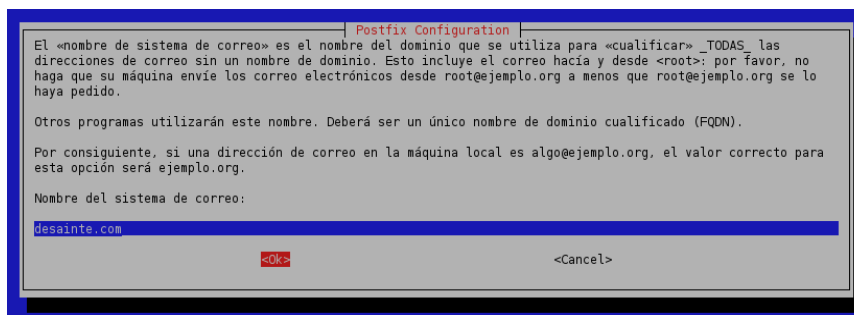 Postfix Configuration
El «nombre de sistema de correo» es el nombre del dominio que se utiliza para «cualificar» _TODAS_ las
direcciones de correo sin un nombre de dominio. Esto incluye el correo hacía y desde <root>: por favor, no
haga que su máquina envíe los correo electrónicos desde root@ejemplo.org a menos que root@ejemplo.org se lo
haya pedido.
Otros programas utilizarán este nombre. Deberá ser un único nombre de dominio cualificado (FQDN).
Por consiguiente, si una dirección de correo en la máquina local es algo@ejemplo.org, el valor correcto para
esta opción será ejemplo.org.
Nombre del sistema de correo:
desainte.com
<Ok> <Cancel>